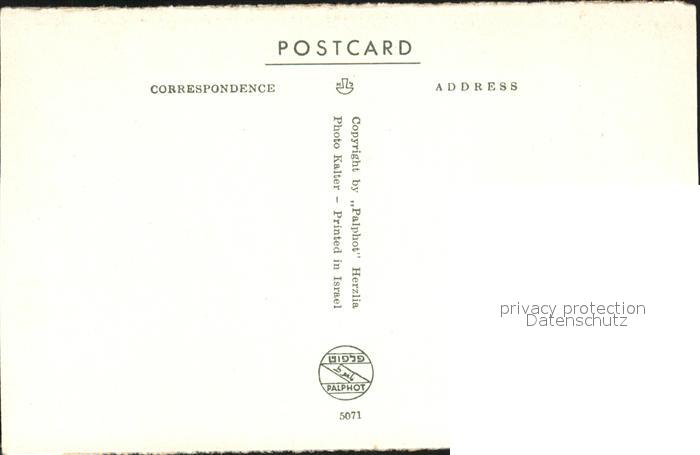 POSTCARD
CORRESPONDENCE
ADDRESS
Copyright by „Palphot" Herzlia
Photo Kalter – Printed in Israel
פלפוט
PALPHOT
5071
privacy protection
Datenschutz